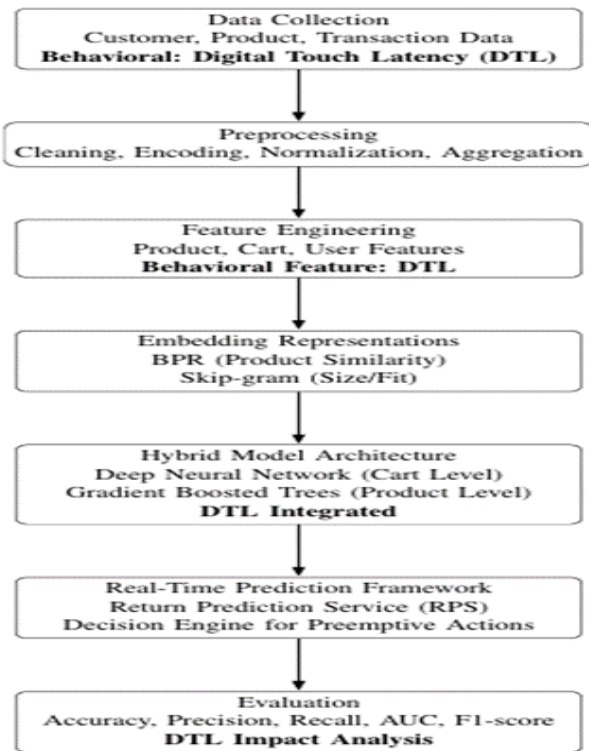 Data Collection
Customer, Product, Transaction Data
Behavioral: Digital Touch Latency (DTL)
Preprocessing
Cleaning, Encoding, Normalization, Aggregation
Feature Engineering
Product, Cart, User Features
Behavioral Feature: DTL
Embedding Representations
BPR (Product Similarity)
Skip-gram (Size/Fit)
Hybrid Model Architecture
Deep Neural Network (Cart Level)
Gradient Boosted Trees (Product Level)
DTL Integrated
Real-Time Prediction Framework
Return Prediction Service (RPS)
Decision Engine for Preemptive Actions
Evaluation
Accuracy, Precision, Recall, AUC, F1-score
DTL Impact Analysis